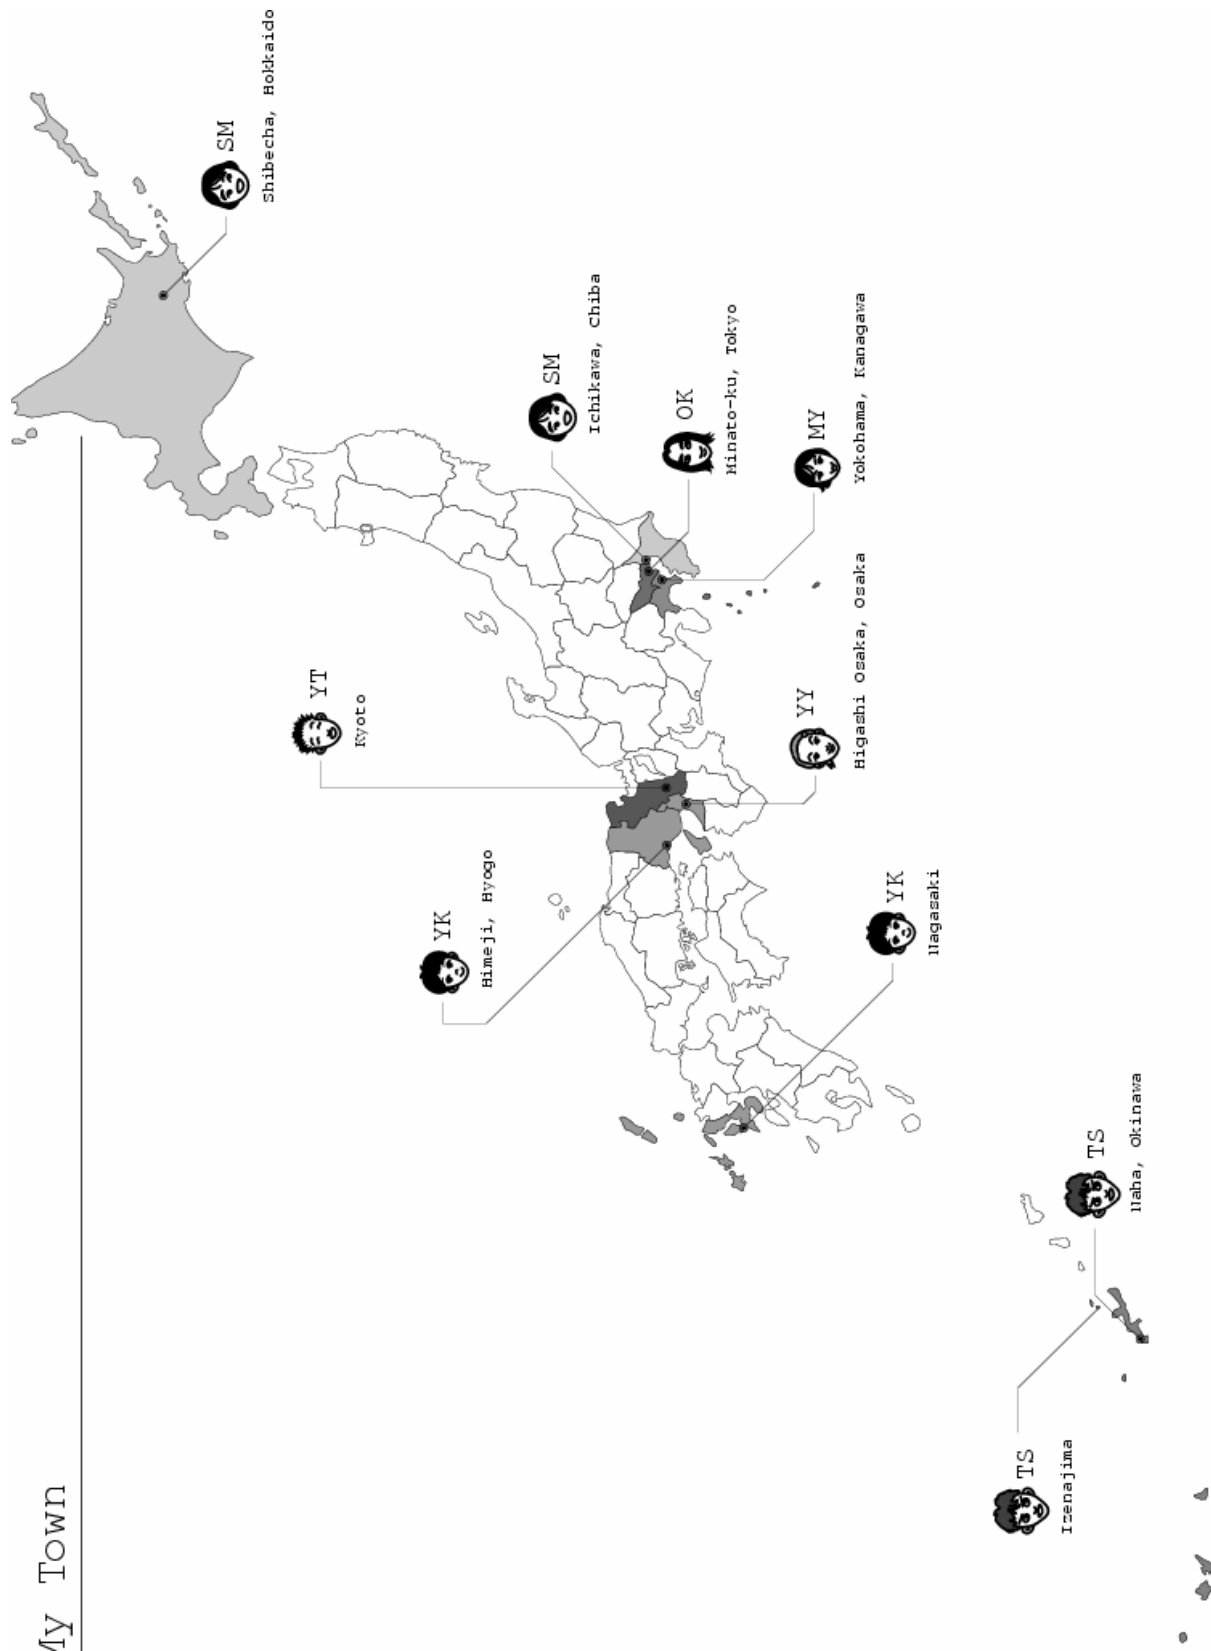 My Town
SM
Shibecha, Hokkaido
SM
Ichikawa, Chiba
OK
Minato-ku, Tokyo
MY
Yokohama, Kanagawa
YT
Kyoto
YY
Higashi Osaka, Osaka
YK
Himeji, Hyogo
YK
Nagasaki
TS
Naha, Okinawa
TS
Izenajima